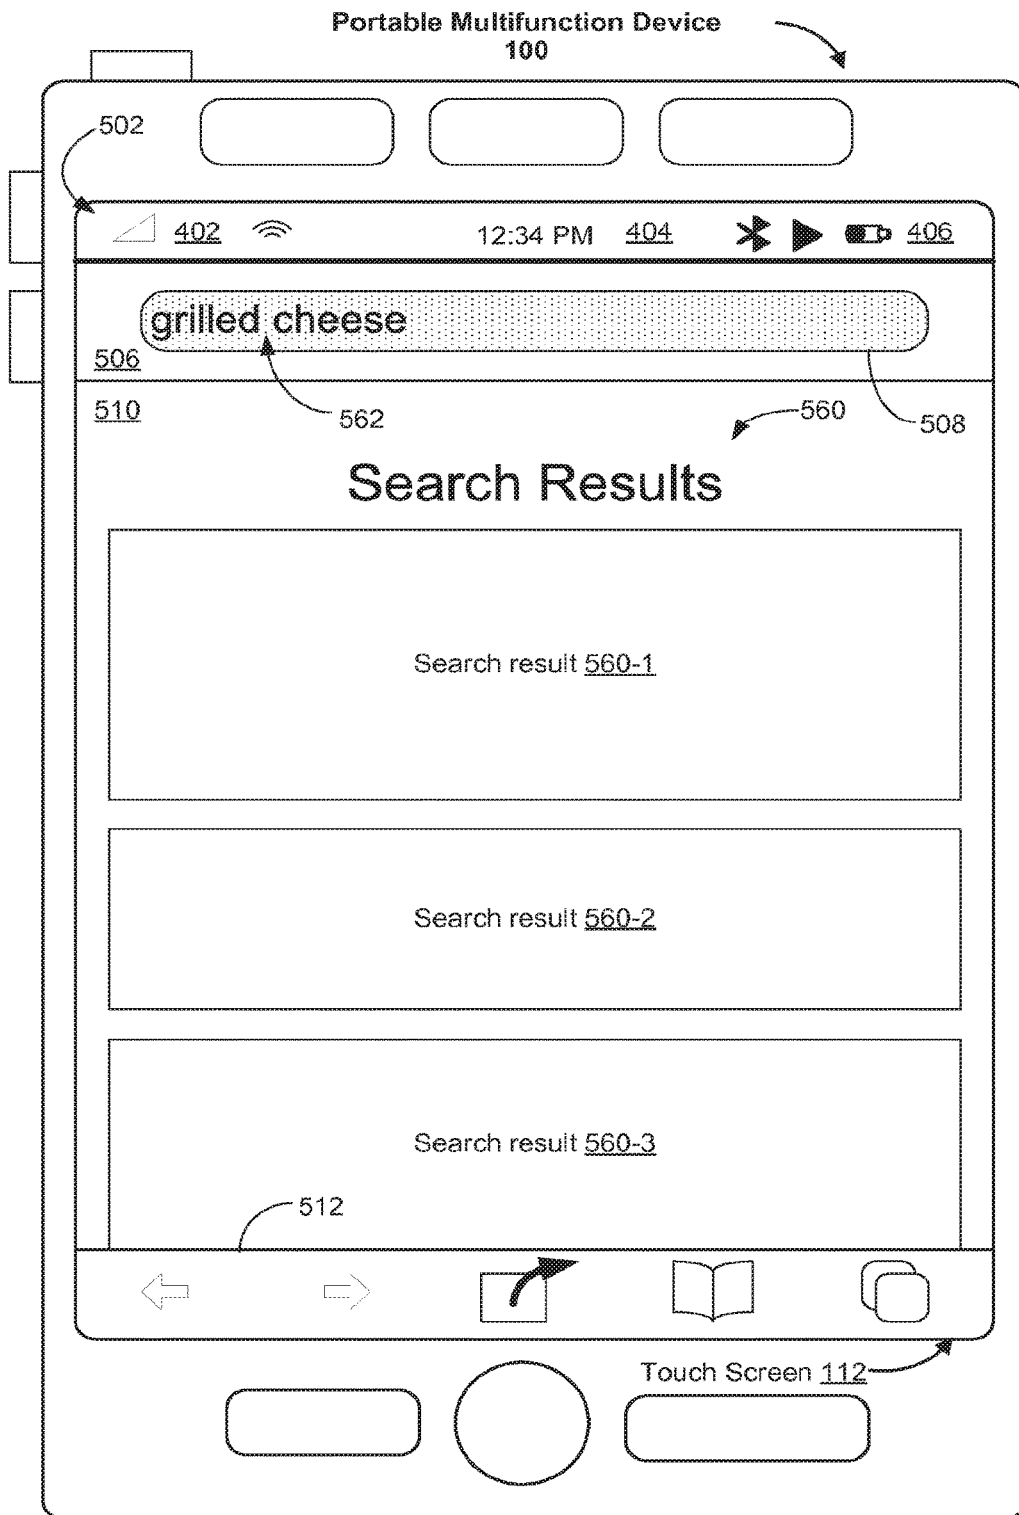 Portable Multifunction Device
100
502
402
12:34 PM 404
406
grilled cheese
506
510
562
560
508
Search Results
Search result 560-1
Search result 560-2
Search result 560-3
512
Touch Screen 112